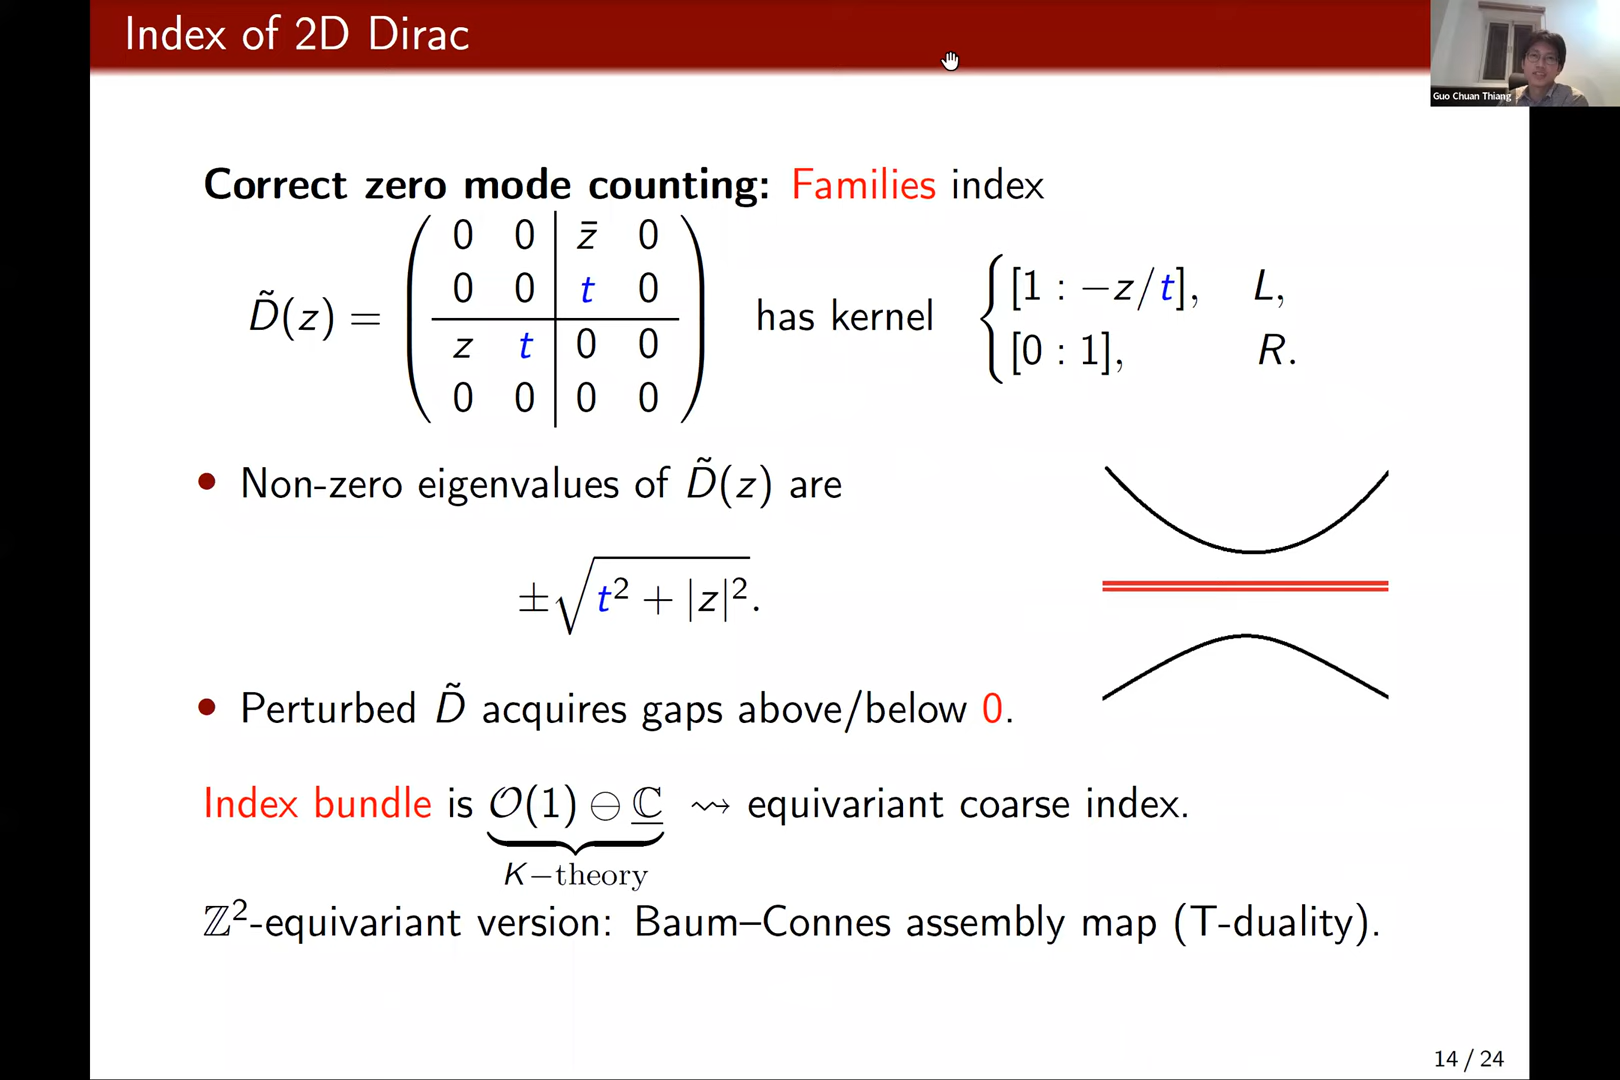 Index of 2D Dirac
Guo Chuan Thiang
Correct zero mode counting: Families index
D̃(z) = ( 0 0 | z̄ 0
0 0 | t 0
z t | 0 0
0 0 | 0 0 ) has kernel { [1 : −z/t], L,
[0 : 1], R.
• Non-zero eigenvalues of D̃(z) are
±√(t² + |z|²).
• Perturbed D̃ acquires gaps above/below 0.
Index bundle is 𝒪(1) ⊖ ℂ ⇝ equivariant coarse index.
K−theory
ℤ²-equivariant version: Baum–Connes assembly map (T-duality).
14 / 24